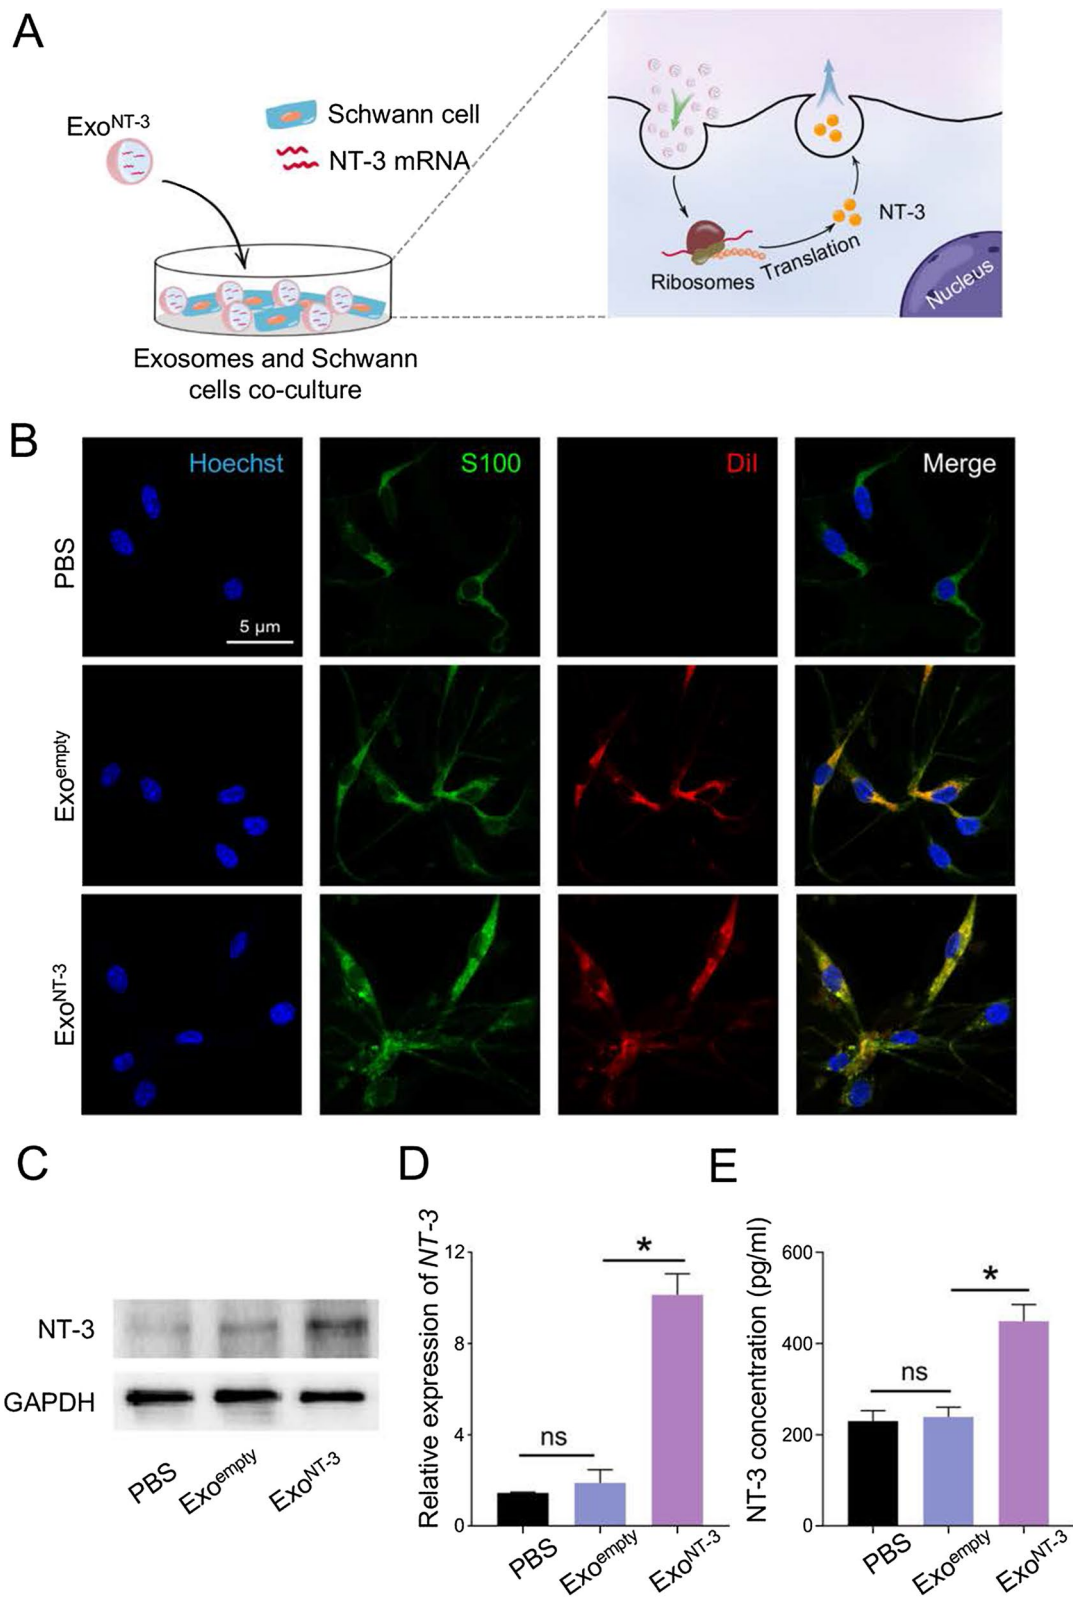 A
Exo^NT-3
Schwann cell
NT-3 mRNA
Exosomes and Schwann
cells co-culture
NT-3
Ribosomes
Translation
Nucleus
B
Hoechst
S100
DiI
Merge
PBS
5 μm
Exo^empty
Exo^NT-3
C
NT-3
GAPDH
PBS
Exo^empty
Exo^NT-3
D
Relative expression of NT-3
12
8
4
0
ns
*
PBS
Exo^empty
Exo^NT-3
E
NT-3 concentration (pg/ml)
600
400
200
0
ns
*
PBS
Exo^empty
Exo^NT-3